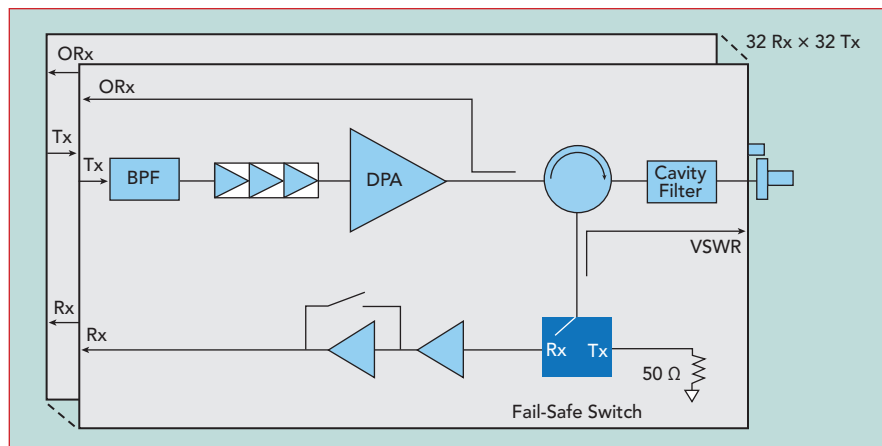 32 Rx × 32 Tx
ORx
ORx
Tx
Tx
BPF
DPA
Cavity
Filter
VSWR
Rx
Rx
Rx
Tx
50 Ω
Fail-Safe Switch